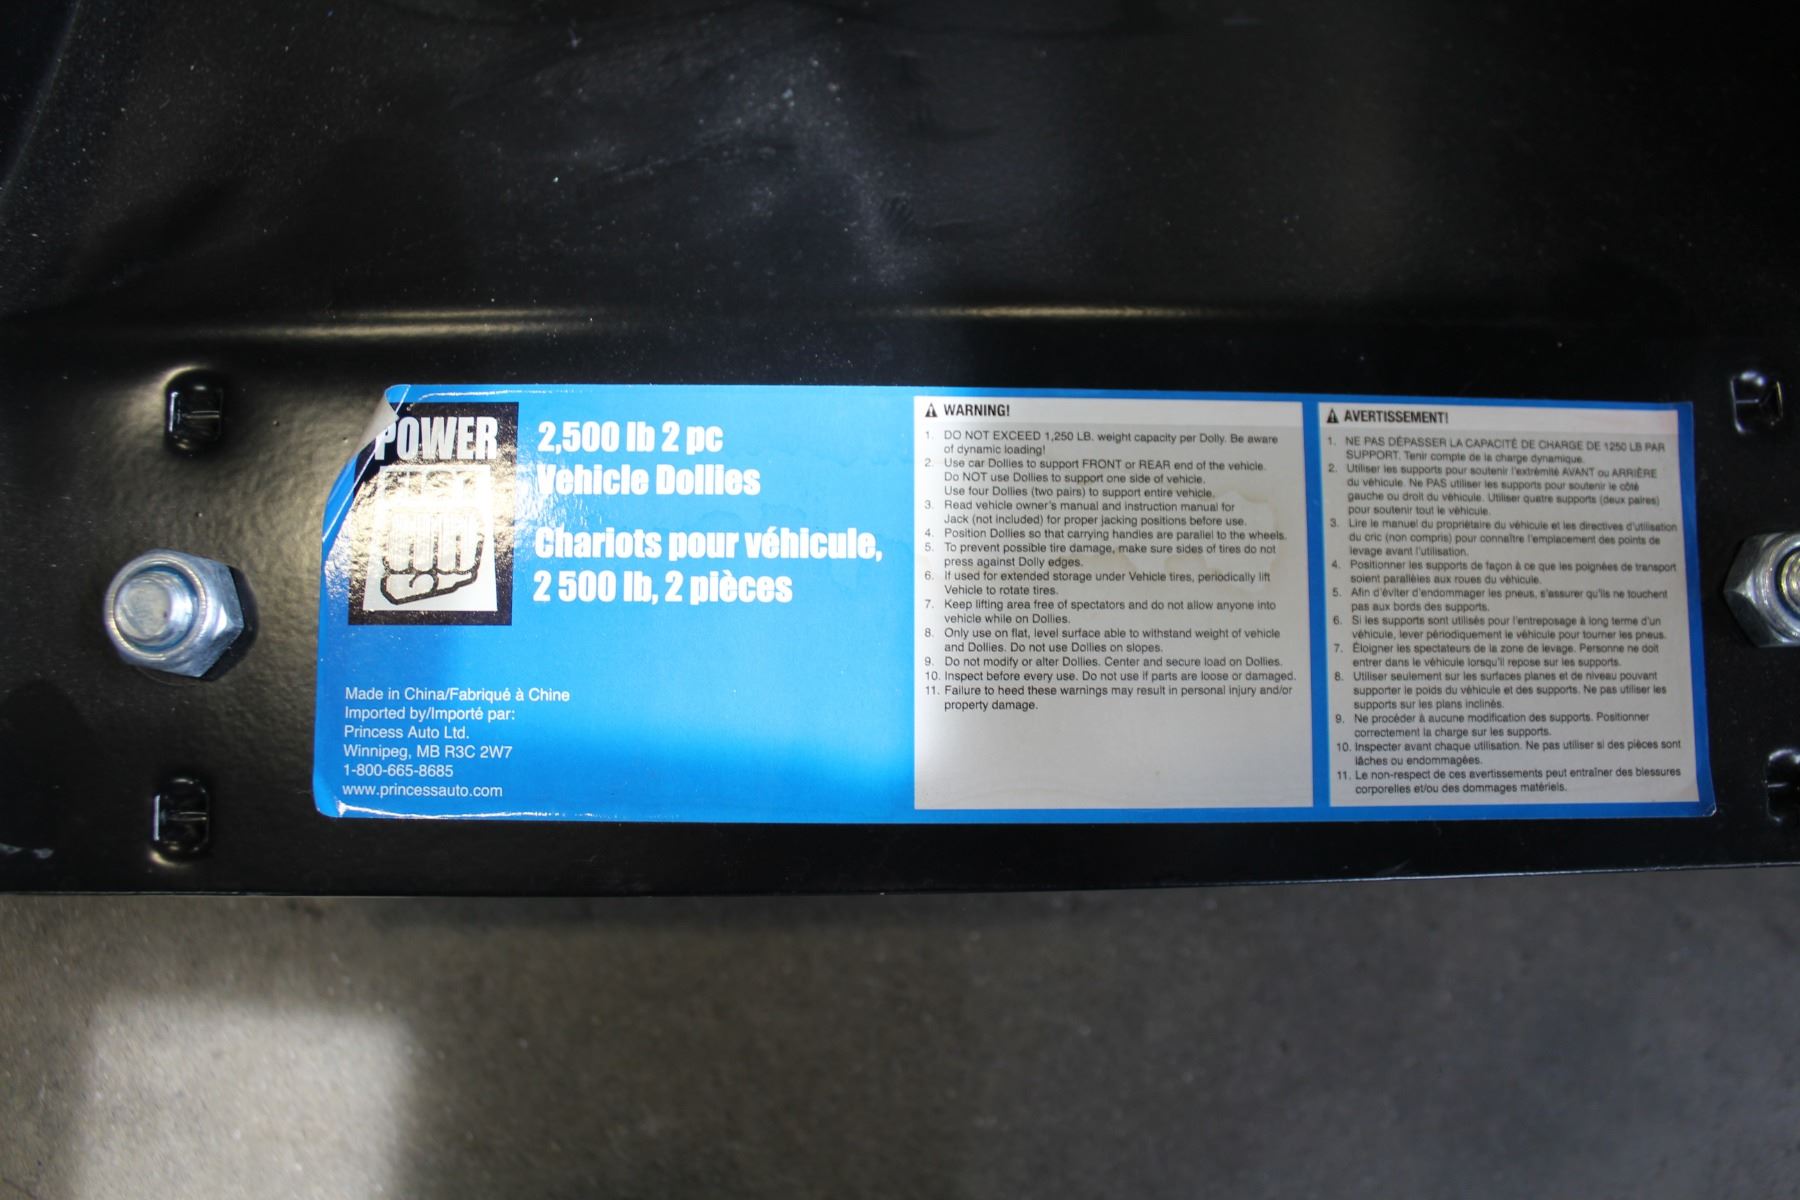 POWER
FIST
2,500 lb 2 pc
Vehicle Dollies
Chariots pour véhicule,
2 500 lb, 2 pièces
Made in China/Fabriqué à Chine
Imported by/Importé par:
Princess Auto Ltd.
Winnipeg, MB R3C 2W7
1-800-665-8685
www.princessauto.com
WARNING!
1. DO NOT EXCEED 1,250 LB. weight capacity per Dolly. Be aware
of dynamic loading!
2. Use car Dollies to support FRONT or REAR end of the vehicle.
Do NOT use Dollies to support one side of vehicle.
Use four Dollies (two pairs) to support entire vehicle.
3. Read vehicle owner's manual and instruction manual for
Jack (not included) for proper jacking positions before use.
4. Position Dollies so that carrying handles are parallel to the wheels.
5. To prevent possible tire damage, make sure sides of tires do not
press against Dolly edges.
6. If used for extended storage under Vehicle tires, periodically lift
Vehicle to rotate tires.
7. Keep lifting area free of spectators and do not allow anyone into
vehicle while on Dollies.
8. Only use on flat, level surface able to withstand weight of vehicle
and Dollies. Do not use Dollies on slopes.
9. Do not modify or alter Dollies. Center and secure load on Dollies.
10. Inspect before every use. Do not use if parts are loose or damaged.
11. Failure to heed these warnings may result in personal injury and/or
property damage.
AVERTISSEMENT!
1. NE PAS DÉPASSER LA CAPACITÉ DE CHARGE DE 1250 LB PAR
SUPPORT. Tenir compte de la charge dynamique.
2. Utiliser les supports pour soutenir l'extrémité AVANT ou ARRIÈRE
du véhicule. Ne PAS utiliser les supports pour soutenir le côté
gauche ou droit du véhicule. Utiliser quatre supports (deux paires)
pour soutenir tout le véhicule.
3. Lire le manuel du propriétaire du véhicule et les directives d'utilisation
du cric (non compris) pour connaître l'emplacement des points de
levage avant l'utilisation.
4. Positionner les supports de façon à ce que les poignées de transport
soient parallèles aux roues du véhicule.
5. Afin d'éviter d'endommager les pneus, s'assurer qu'ils ne touchent
pas aux bords des supports.
6. Si les supports sont utilisés pour l'entreposage à long terme d'un
véhicule, lever périodiquement le véhicule pour tourner les pneus.
7. Éloigner les spectateurs de la zone de levage. Personne ne doit
entrer dans le véhicule lorsqu'il repose sur les supports.
8. Utiliser seulement sur les surfaces planes et de niveau pouvant
supporter le poids du véhicule et des supports. Ne pas utiliser les
supports sur les plans inclinés.
9. Ne procéder à aucune modification des supports. Positionner
correctement la charge sur les supports.
10. Inspecter avant chaque utilisation. Ne pas utiliser si des pièces sont
lâches ou endommagées.
11. Le non-respect de ces avertissements peut entraîner des blessures
corporelles et/ou des dommages matériels.